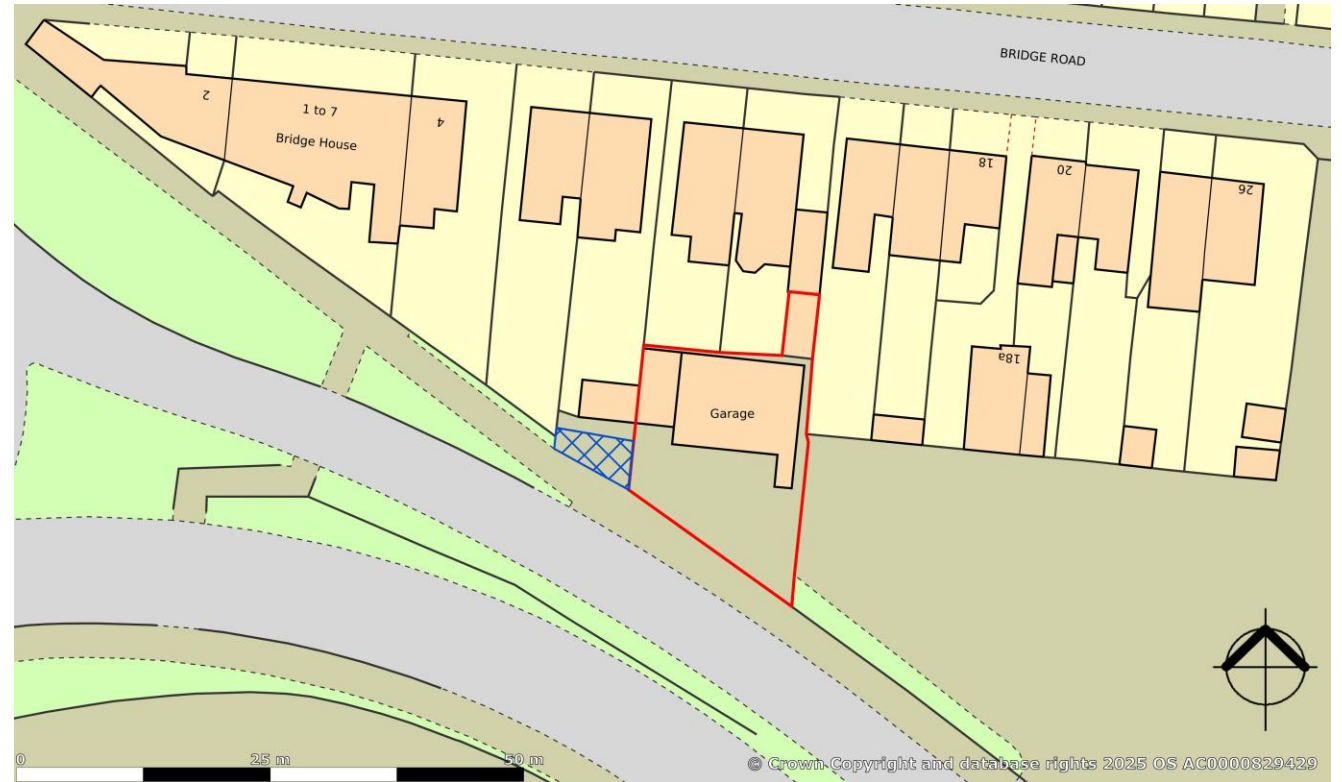 BRIDGE ROAD
2
1 to 7
4
Bridge House
18
20
26
18a
Garage
0 25 m 50 m
© Crown Copyright and database rights 2025 OS AC0000829429